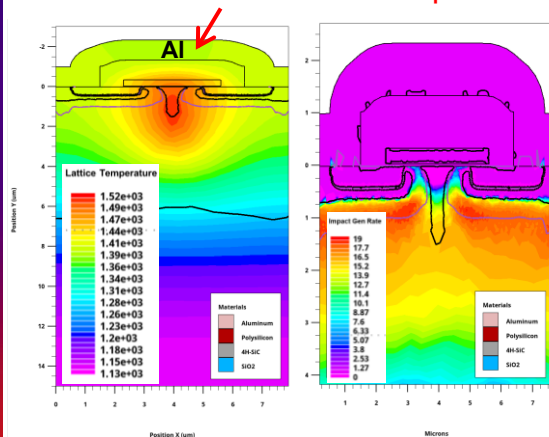 Al
-2
0
2
4
6
8
10
12
14
Position Y (um)
Lattice Temperature
1.52e+03
1.49e+03
1.47e+03
1.44e+03
1.41e+03
1.39e+03
1.36e+03
1.34e+03
1.31e+03
1.28e+03
1.26e+03
1.23e+03
1.2e+03
1.18e+03
1.15e+03
1.13e+03
Materials
Aluminum
Polysilicon
4H-SiC
SiO2
0 1 2 3 4 5 6 7
Position X (um)
2
1
0
1
2
3
4
Impact Gen Rate
19
17.7
16.5
15.2
13.9
12.7
11.4
10.1
8.87
7.6
6.33
5.07
3.8
2.53
1.27
0
Materials
Aluminum
Polysilicon
4H-SiC
SiO2
1 2 3 4 5 6 7
Microns